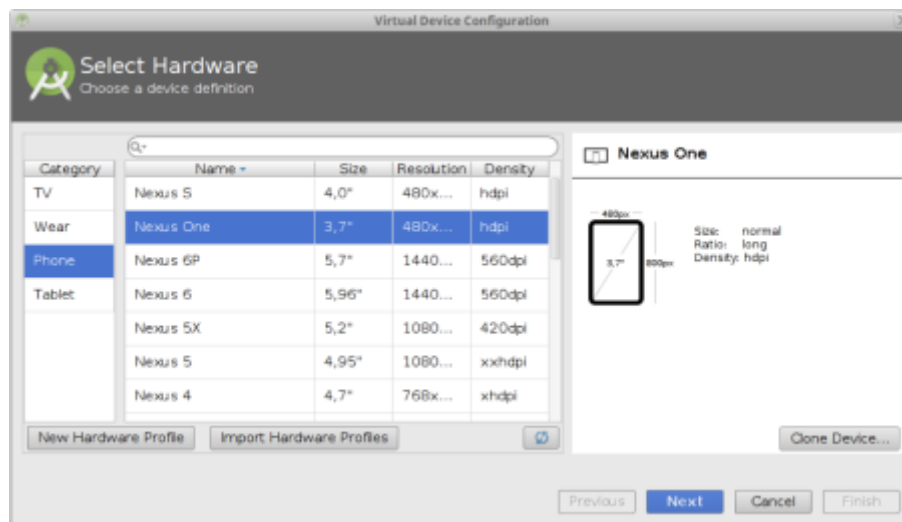 Virtual Device Configuration
Select Hardware
Choose a device definition
Category
TV
Wear
Phone
Tablet
Name Size Resolution Density
Nexus S 4,0" 480x... hdpi
Nexus One 3,7" 480x... hdpi
Nexus 6P 5,7" 1440... 560dpi
Nexus 6 5,96" 1440... 560dpi
Nexus 5X 5,2" 1080... 420dpi
Nexus 5 4,95" 1080... xxhdpi
Nexus 4 4,7" 768x... xhdpi
New Hardware Profile Import Hardware Profiles
Nexus One
480px
3,7"
800px
Size: normal
Ratio: long
Density: hdpi
Clone Device...
Previous Next Cancel Finish